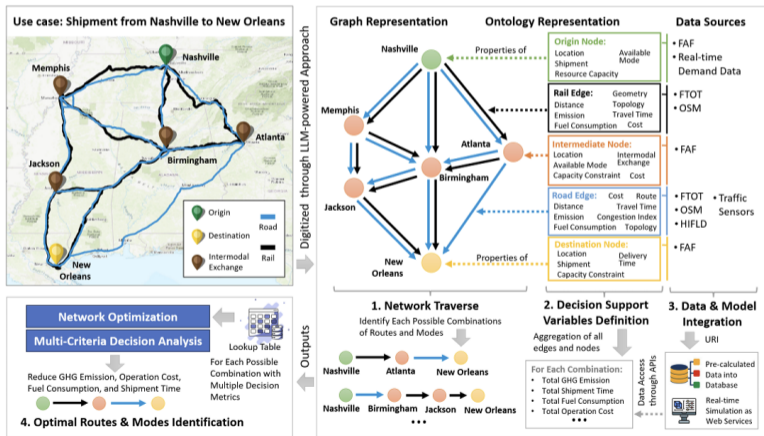 Use case: Shipment from Nashville to New Orleans
Nashville
Memphis
Atlanta
Birmingham
Jackson
New
Orleans
Origin
Destination
Intermodal
Exchange
Road
Rail
Digitized through LLM-powered Approach
Graph Representation
Ontology Representation
Data Sources
Nashville
Memphis
Atlanta
Birmingham
Jackson
New
Orleans
Properties of
Properties of
Origin Node:
Location
Available
Mode
Shipment
Resource Capacity
Rail Edge:
Geometry
Distance
Topology
Emission
Travel Time
Fuel Consumption
Cost
Intermediate Node:
Location
Intermodal
Exchange
Available Mode
Capacity Constraint
Cost
Road Edge:
Cost
Route
Distance
Travel Time
Emission
Congestion Index
Fuel Consumption
Topology
Destination Node:
Location
Delivery
Time
Shipment
Capacity Constraint
• FAF
• Real-time
Demand Data
• FTOT
• OSM
• FAF
• FTOT
• OSM
• HIFLD
• Traffic
Sensors
• FAF
1. Network Traverse
Identify Each Possible Combinations
of Routes and Modes
Nashville
Atlanta
New Orleans
Nashville
Birmingham
Jackson
New Orleans
•••
2. Decision Support
Variables Definition
Aggregation of all
edges and nodes
For Each Combination:
• Total GHG Emission
• Total Shipment Time
• Total Fuel Consumption
• Total Operation Cost
•••
Data Access
through APIs
3. Data & Model
Integration
URI
Pre-calculated
Data into
Database
Real-time
Simulation as
Web Services
Outputs
Network Optimization
Multi-Criteria Decision Analysis
Lookup Table
For Each Possible
Combination with
Multiple Decision
Metrics
Reduce GHG Emission, Operation Cost,
Fuel Consumption, and Shipment Time
4. Optimal Routes & Modes Identification